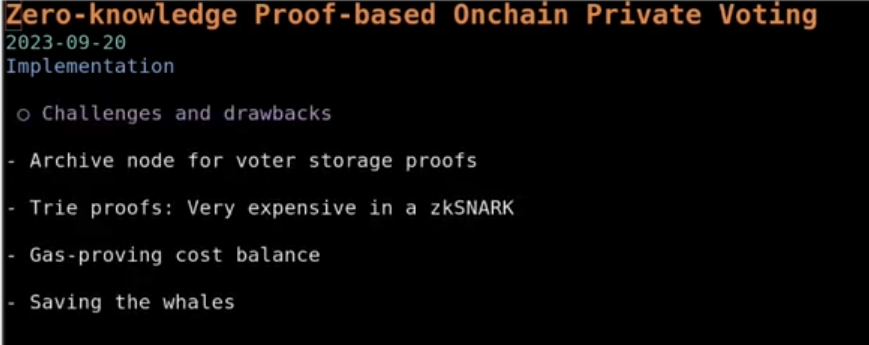 Zero-knowledge Proof-based Onchain Private Voting
2023-09-20
Implementation
○ Challenges and drawbacks
- Archive node for voter storage proofs
- Trie proofs: Very expensive in a zkSNARK
- Gas-proving cost balance
- Saving the whales